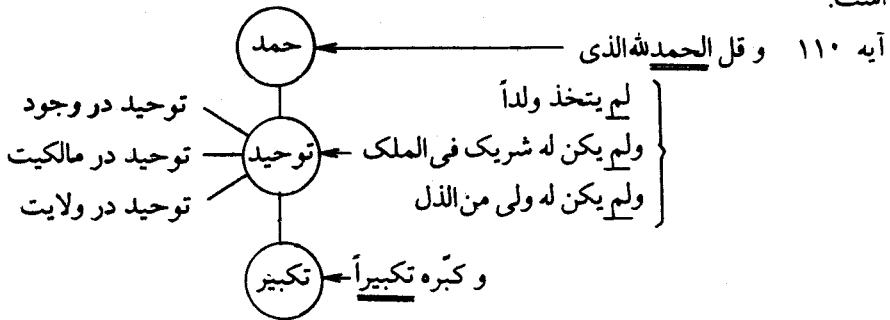 است.
آیه ۱۱۰ و قل الحمدلله الذی
حمد
لم یتخذ ولداً
ولم یکن له شریک فی الملک
ولم یکن له ولی من الذل
توحید
توحید در وجود
توحید در مالکیت
توحید در ولایت
و کبّره تکبیراً
تکبیر